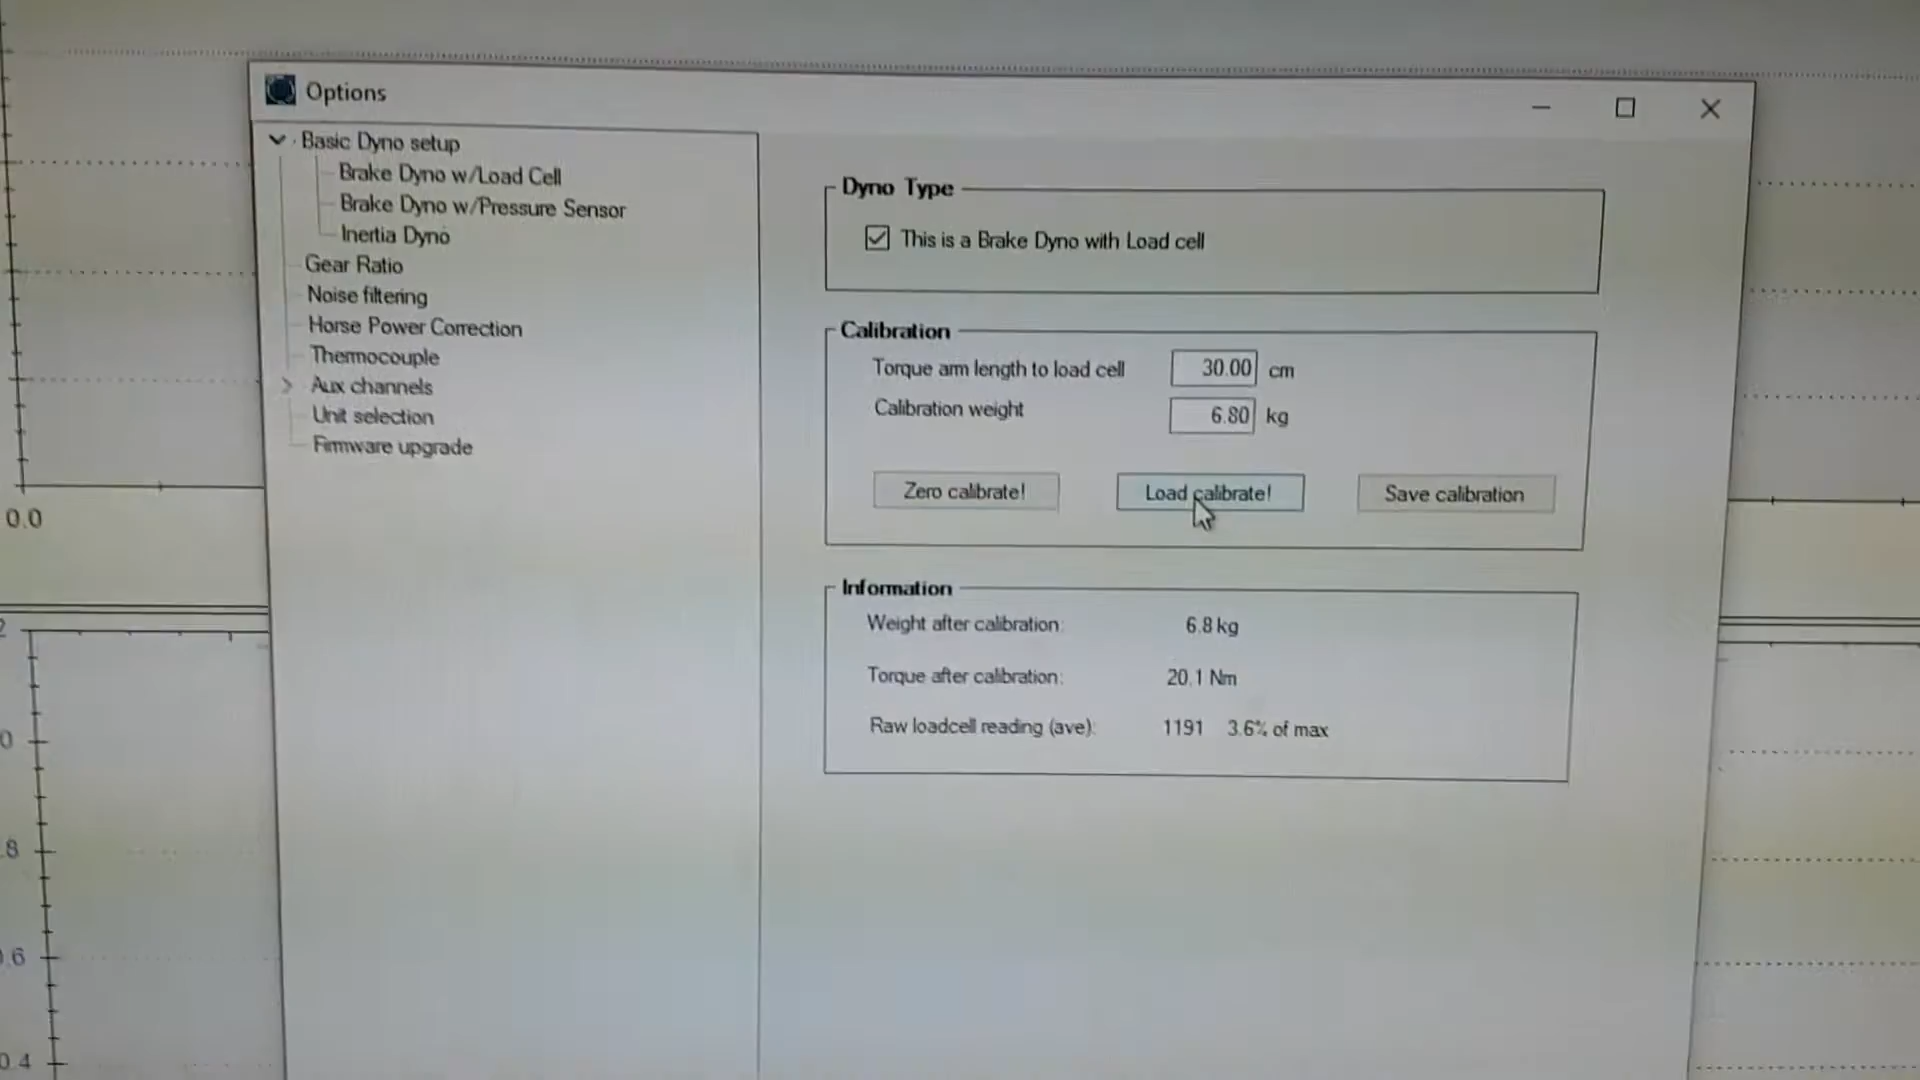 Options
Basic Dyno setup
Brake Dyno w/Load Cell
Brake Dyno w/Pressure Sensor
Inertia Dyno
Gear Ratio
Noise filtering
Horse Power Correction
Thermocouple
Aux channels
Unit selection
Firmware upgrade
Dyno Type
This is a Brake Dyno with Load cell
Calibration
Torque arm length to load cell 30.00 cm
Calibration weight 6.80 kg
Zero calibrate! Load calibrate! Save calibration
Information
Weight after calibration: 6.8 kg
Torque after calibration: 20.1 Nm
Raw loadcell reading (ave): 1191 3.6% of max
0.0
2
0
.8
0.6
0.4